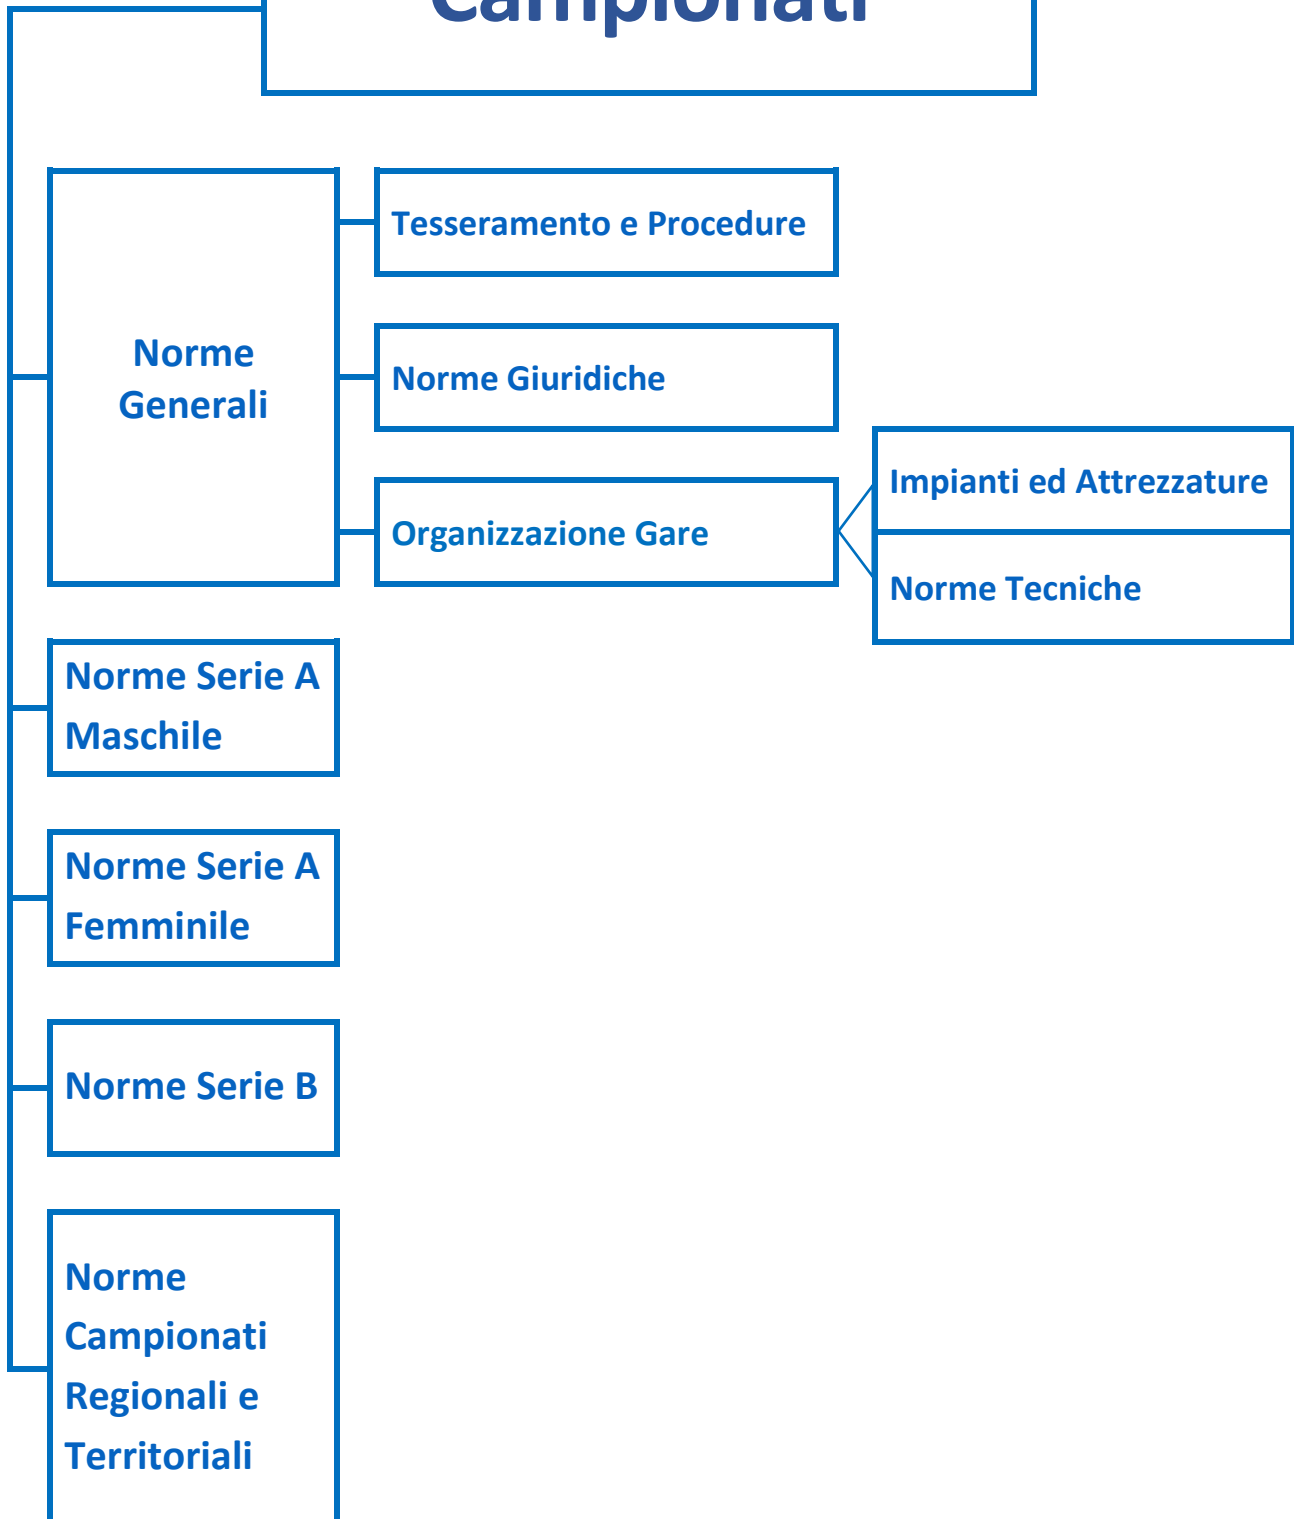 Campionati
Tesseramento e Procedure
Norme
Generali
Norme Giuridiche
Organizzazione Gare
Impianti ed Attrezzature
Norme Tecniche
Norme Serie A
Maschile
Norme Serie A
Femminile
Norme Serie B
Norme
Campionati
Regionali e
Territoriali